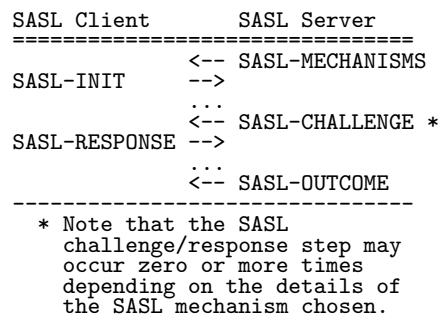 SASL Client       SASL Server
================================
              <-- SASL-MECHANISMS
SASL-INIT     -->
              ...
              <-- SASL-CHALLENGE *
SASL-RESPONSE -->
              ...
              <-- SASL-OUTCOME
--------------------------------
  * Note that the SASL
    challenge/response step may
    occur zero or more times
    depending on the details of
    the SASL mechanism chosen.